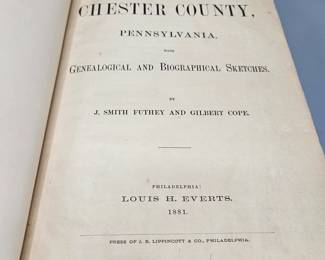 CHESTER COUNTY,
PENNSYLVANIA,
WITH
GENEALOGICAL AND BIOGRAPHICAL SKETCHES.
BY
J. SMITH FUTHEY AND GILBERT COPE.
PHILADELPHIA:
LOUIS H. EVERTS.
1881.
PRESS OF J. B. LIPPINCOTT & CO., PHILADELPHIA.